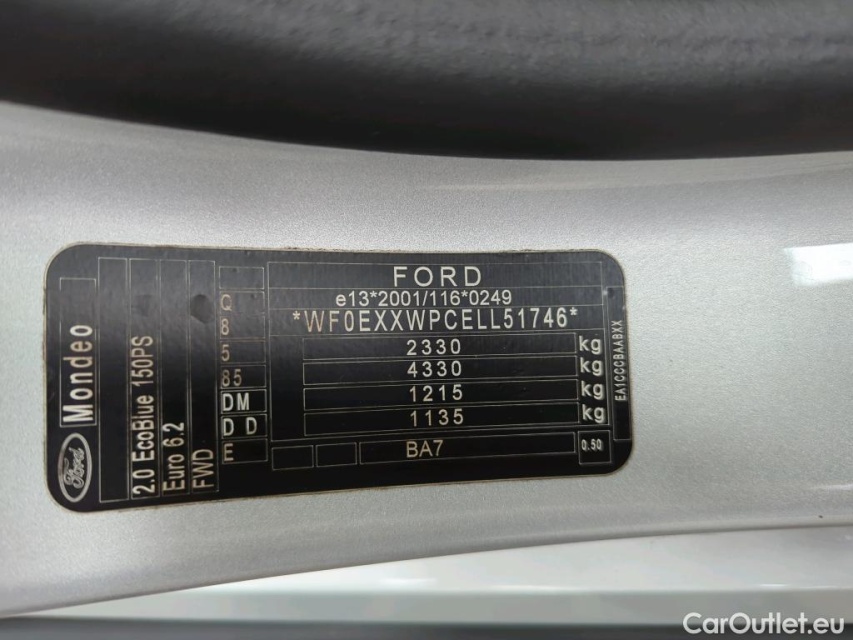 Ford
Mondeo
2.0 EcoBlue 150PS
Euro 6.2
FWD
Q
8
5
85
DM
D D
E
FORD
e13*2001/116*0249
*WF0EXXWPCELL51746*
2330 kg
4330 kg
1215 kg
1135 kg
BA7
0.50
EA1CCCBAABXX
CarOutlet.eu